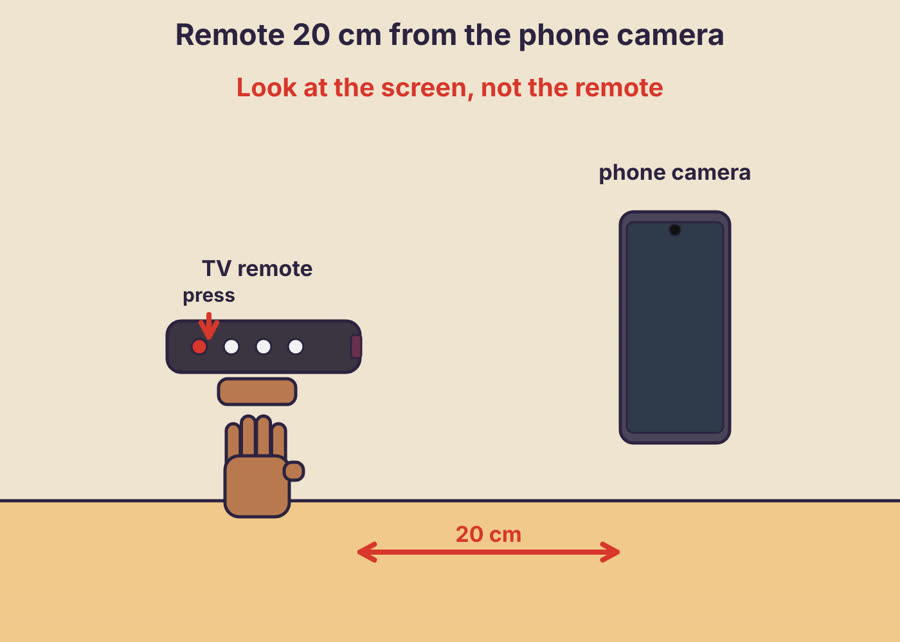 Remote 20 cm from the phone camera
Look at the screen, not the remote
phone camera
TV remote
press
20 cm